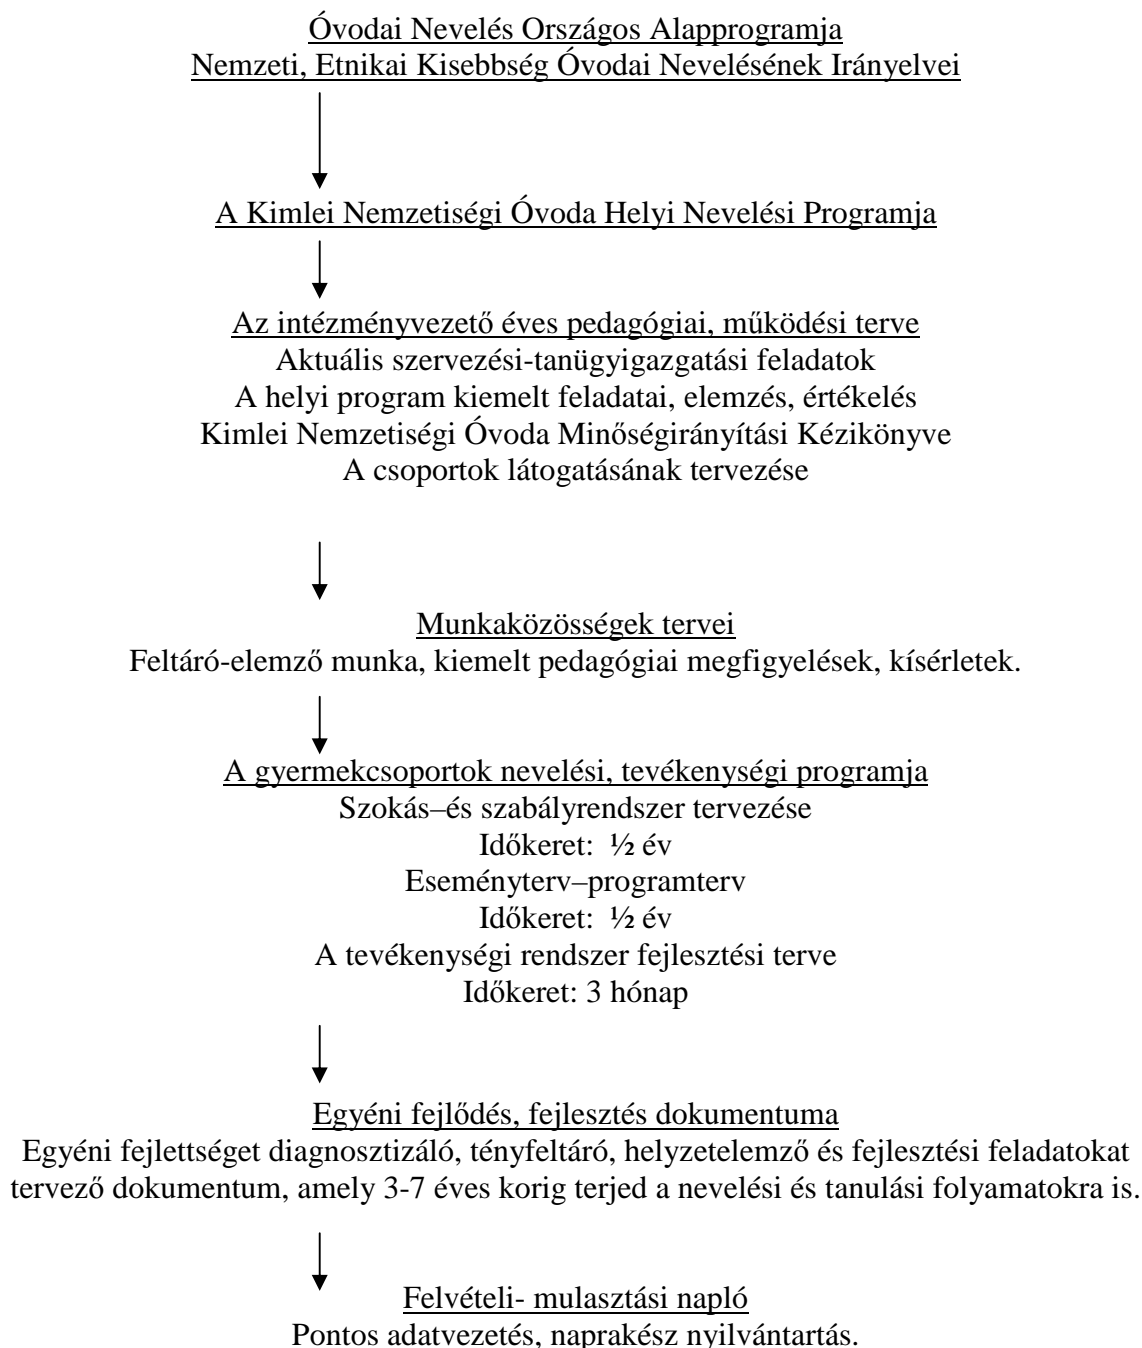 Óvodai Nevelés Országos Alapprogramja
Nemzeti, Etnikai Kisebbség Óvodai Nevelésének Irányelvei
A Kimlei Nemzetiségi Óvoda Helyi Nevelési Programja
Az intézményvezető éves pedagógiai, működési terve
Aktuális szervezési-tanügyigazgatási feladatok
A helyi program kiemelt feladatai, elemzés, értékelés
Kimlei Nemzetiségi Óvoda Minőségirányítási Kézikönyve
A csoportok látogatásának tervezése
Munkaközösségek tervei
Feltáró-elemző munka, kiemelt pedagógiai megfigyelések, kísérletek.
A gyermekcsoportok nevelési, tevékenységi programja
Szokás–és szabályrendszer tervezése
Időkeret: ½ év
Eseményterv–programterv
Időkeret: ½ év
A tevékenységi rendszer fejlesztési terve
Időkeret: 3 hónap
Egyéni fejlődés, fejlesztés dokumentuma
Egyéni fejlettséget diagnosztizáló, tényfeltáró, helyzetelemző és fejlesztési feladatokat
tervező dokumentum, amely 3-7 éves korig terjed a nevelési és tanulási folyamatokra is.
Felvételi- mulasztási napló
Pontos adatvezetés, naprakész nyilvántartás.